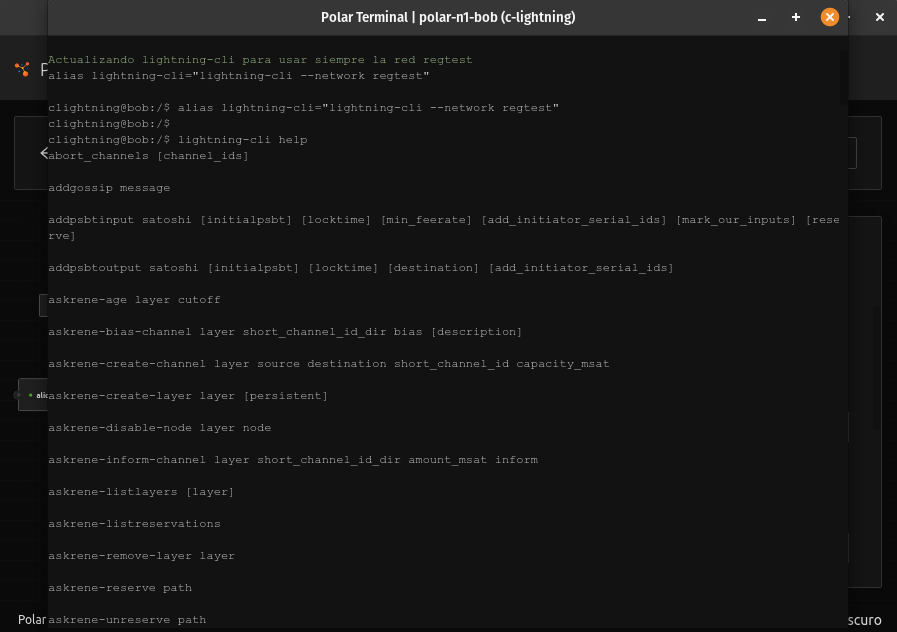 Polar Terminal | polar-n1-bob (c-lightning)
Actualizando lightning-cli para usar siempre la red regtest
alias lightning-cli="lightning-cli --network regtest"
clightning@bob:/$ alias lightning-cli="lightning-cli --network regtest"
clightning@bob:/$
clightning@bob:/$ lightning-cli help
abort_channels [channel_ids]
addgossip message
addpsbtinput satoshi [initialpsbt] [locktime] [min_feerate] [add_initiator_serial_ids] [mark_our_inputs] [rese
rve]
addpsbtoutput satoshi [initialpsbt] [locktime] [destination] [add_initiator_serial_ids]
askrene-age layer cutoff
askrene-bias-channel layer short_channel_id_dir bias [description]
askrene-create-channel layer source destination short_channel_id capacity_msat
askrene-create-layer layer [persistent]
alic
askrene-disable-node layer node
askrene-inform-channel layer short_channel_id_dir amount_msat inform
askrene-listlayers [layer]
askrene-listreservations
askrene-remove-layer layer
askrene-reserve path
askrene-unreserve path
Polar
scuro